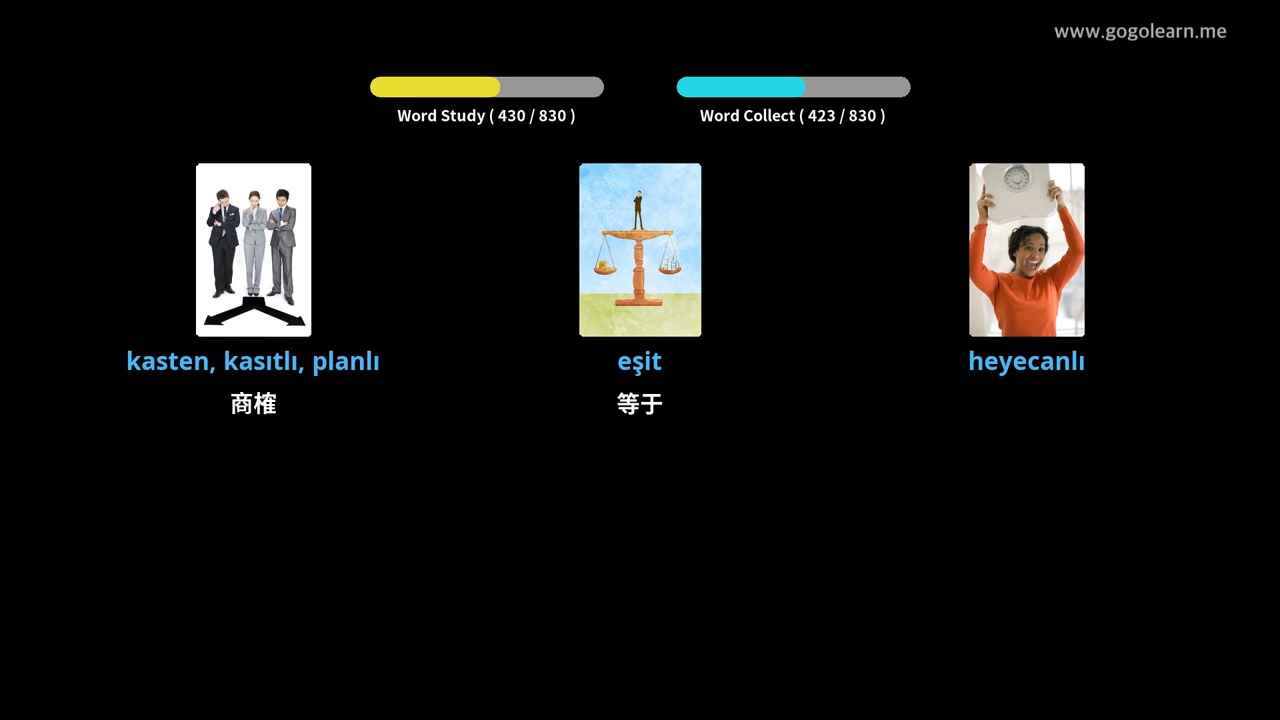 www.gogolearn.me
Word Study ( 430 / 830 )
Word Collect ( 423 / 830 )
kasten, kasıtlı, planlı
eşit
heyecanlı
商榷
等于